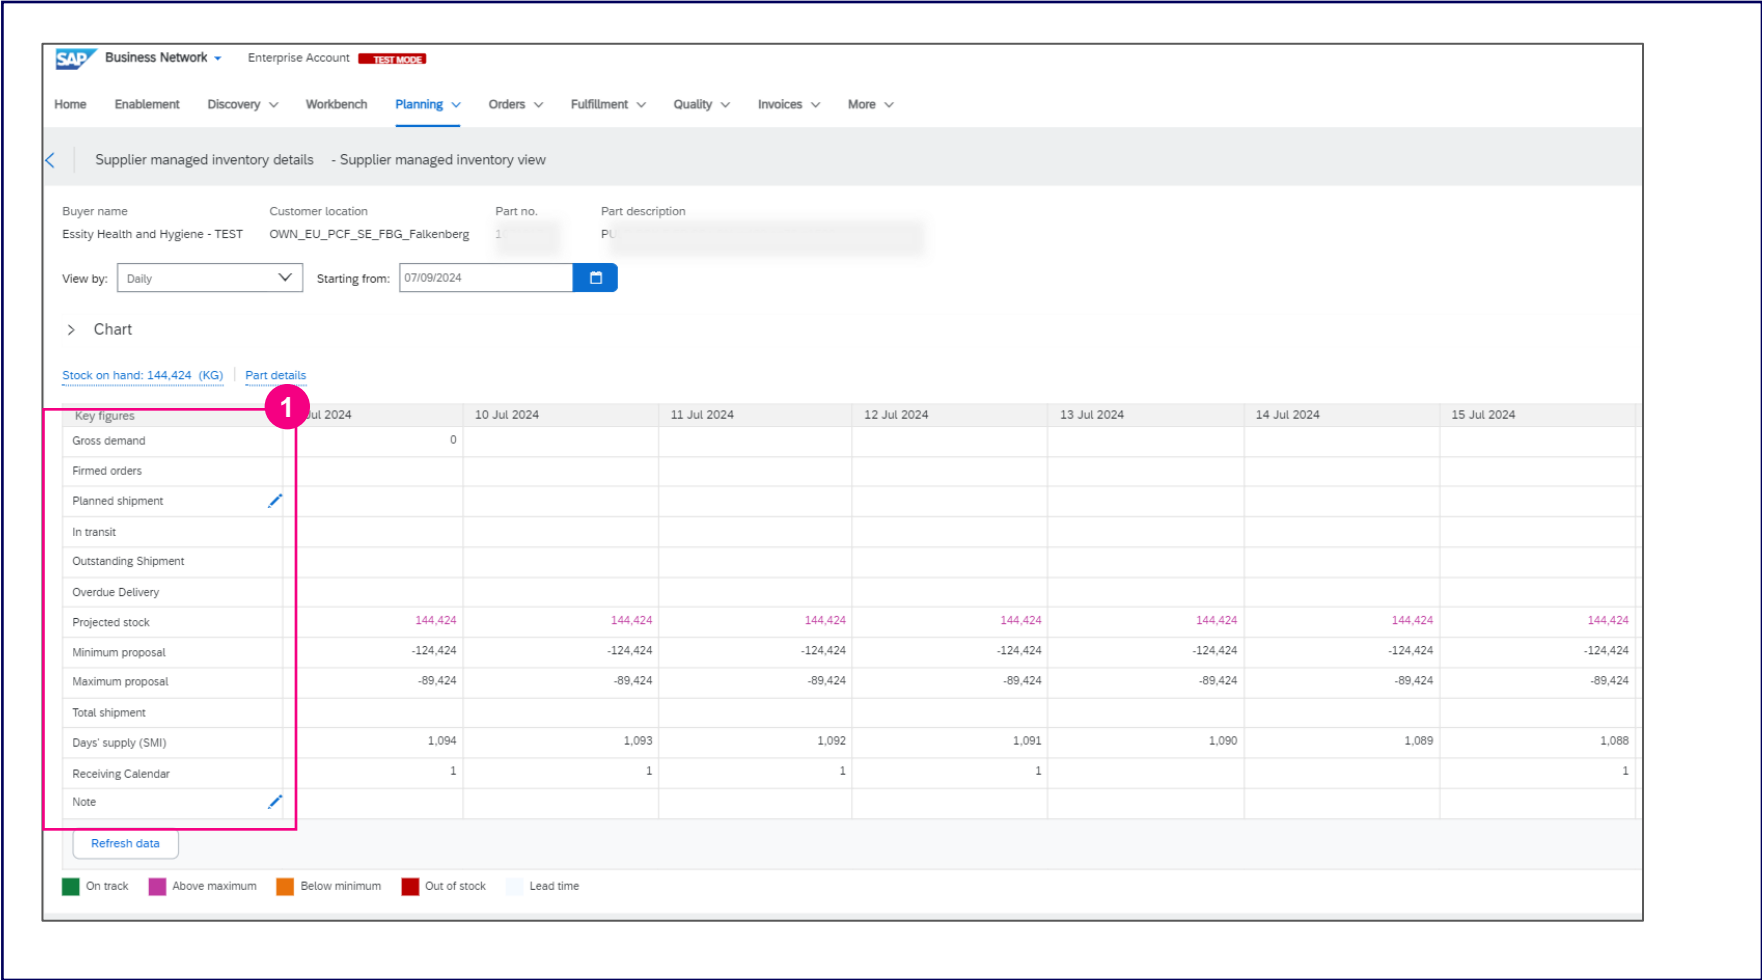 SAP Business Network Enterprise Account TEST MODE
Home Enablement Discovery Workbench Planning Orders Fulfillment Quality Invoices More
Supplier managed inventory details - Supplier managed inventory view
Buyer name Customer location Part no. Part description
Essity Health and Hygiene - TEST OWN_EU_PCF_SE_FBG_Falkenberg
View by: Daily Starting from: 07/09/2024
Chart
Stock on hand: 144,424 (KG) Part details
1
Key figures Jul 2024 10 Jul 2024 11 Jul 2024 12 Jul 2024 13 Jul 2024 14 Jul 2024 15 Jul 2024
Gross demand 0
Firmed orders
Planned shipment
In transit
Outstanding Shipment
Overdue Delivery
Projected stock 144,424 144,424 144,424 144,424 144,424 144,424 144,424
Minimum proposal -124,424 -124,424 -124,424 -124,424 -124,424 -124,424 -124,424
Maximum proposal -89,424 -89,424 -89,424 -89,424 -89,424 -89,424 -89,424
Total shipment
Days' supply (SMI) 1,094 1,093 1,092 1,091 1,090 1,089 1,088
Receiving Calendar 1 1 1 1 1
Note
Refresh data
On track Above maximum Below minimum Out of stock Lead time